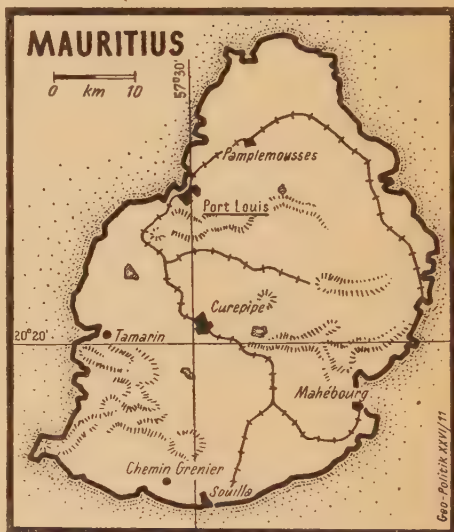 MAURITIUS
0 km 10
57°30'
Pamplemousses
Port Louis
Curepipe
20°20'
Tamarin
Mahébourg
Chemin Grenier
Souilla
Geo-Politik XXVI/11